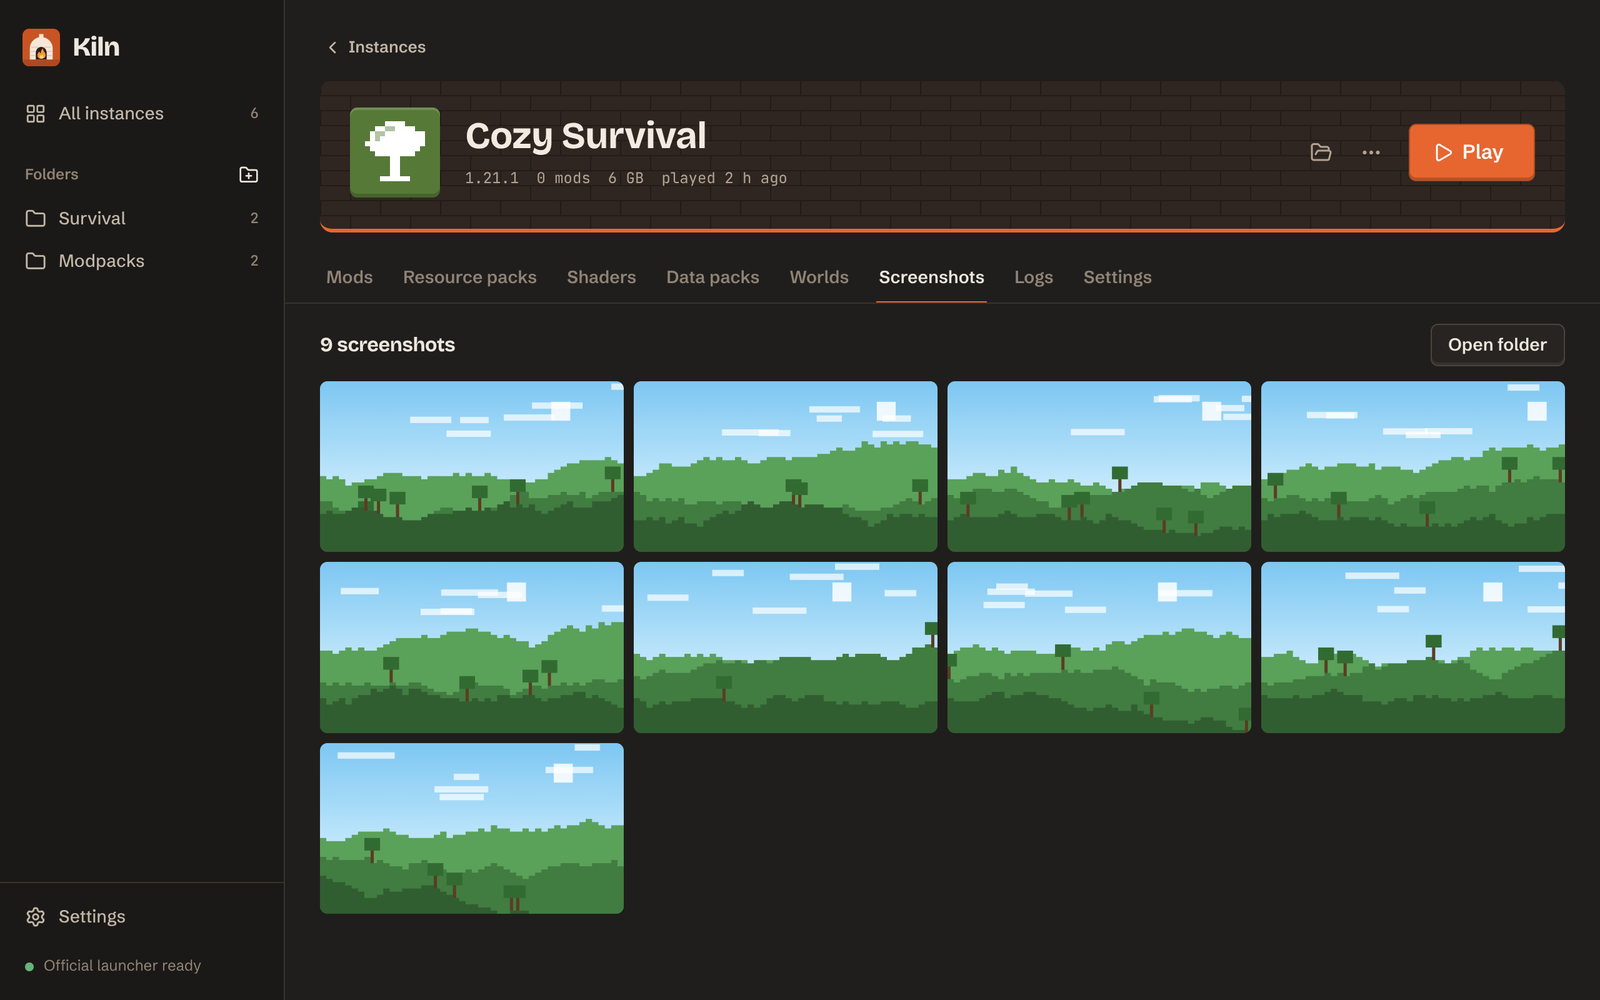 Kiln
All instances 6
Folders
Survival 2
Modpacks 2
Settings
Official launcher ready
Instances
Cozy Survival
1.21.1 0 mods 6 GB played 2 h ago
Play
Mods Resource packs Shaders Data packs Worlds Screenshots Logs Settings
9 screenshots
Open folder